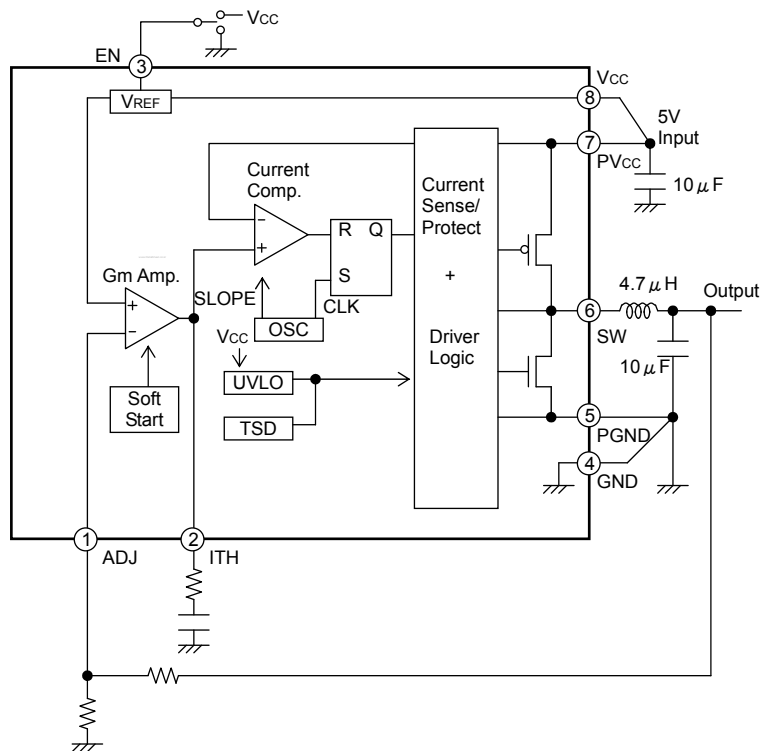 VCC
EN
3
VCC
VREF
8
5V
Input
7
PVCC
10μF
Current
Comp.
Current
Sense/
Protect
+
Driver
Logic
−
+
R Q
S
Gm Amp.
+
−
SLOPE
CLK
OSC
4.7μH
Output
6
SW
10μF
VCC
UVLO
Soft
Start
TSD
5
PGND
4
GND
1
ADJ
2
ITH